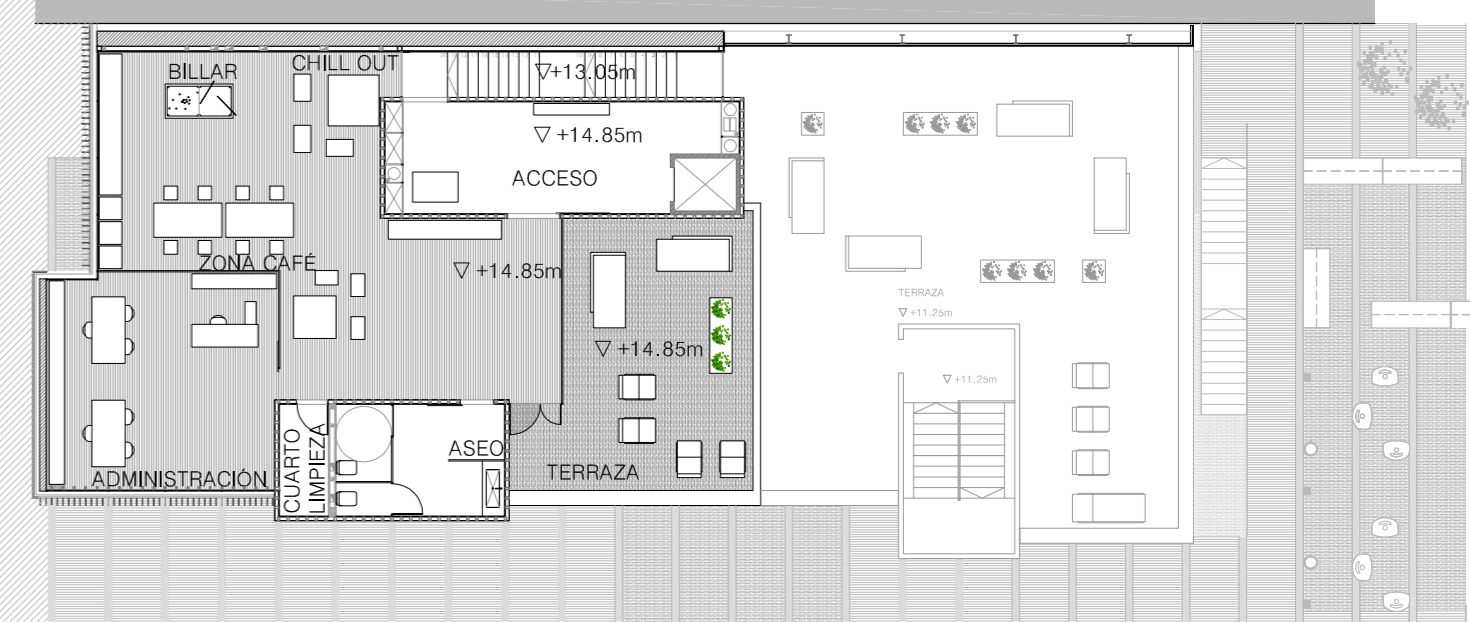 CHILL OUT
BILLAR
▽+13.05m
▽ +14.85m
ACCESO
ZONA CAFÉ
▽ +14.85m
TERRAZA
▽ +11.25m
▽ +14.85m
▽ +11.25m
ADMINISTRACIÓN
CUARTO
LIMPIEZA
ASEO
TERRAZA